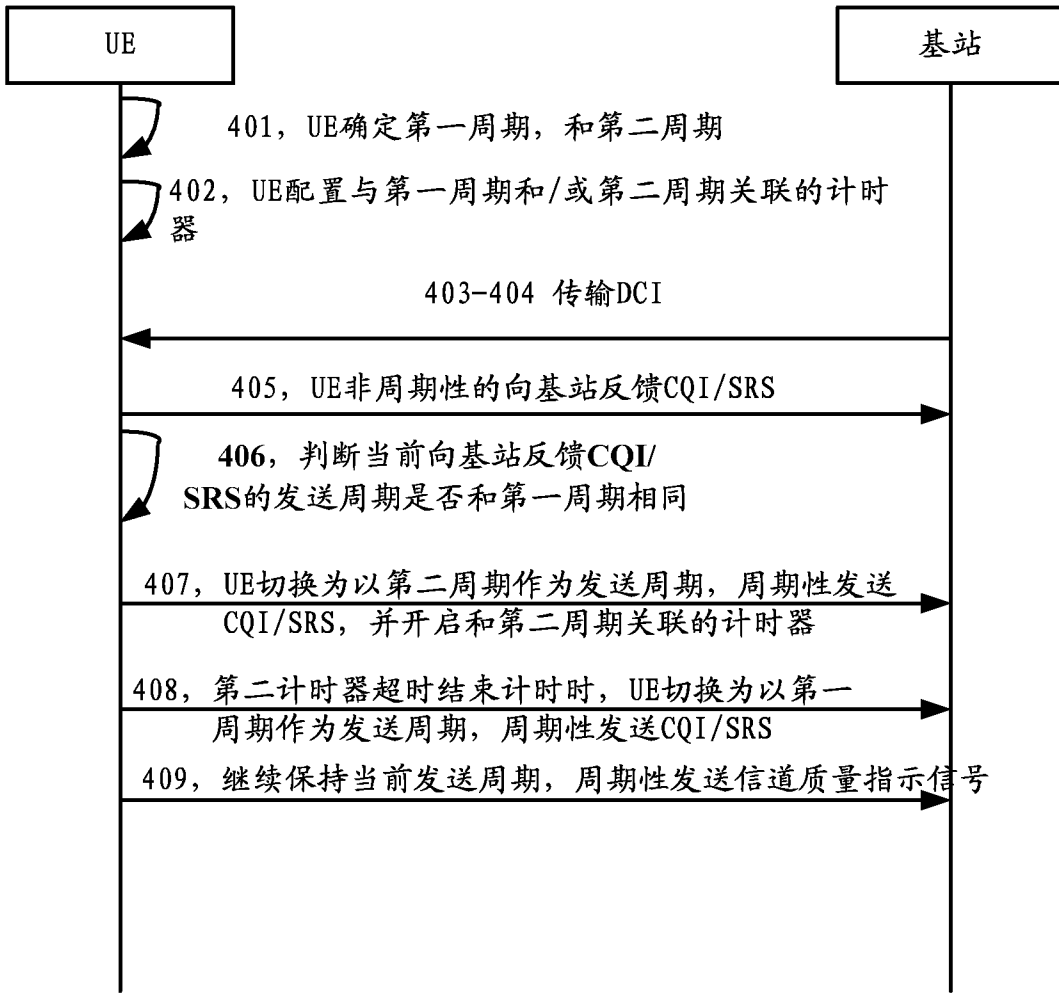 UE
基站
401，UE确定第一周期，和第二周期
402，UE配置与第一周期和/或第二周期关联的计时
器
403-404 传输DCI
405，UE非周期性的向基站反馈CQI/SRS
406，判断当前向基站反馈CQI/
SRS的发送周期是否和第一周期相同
407，UE切换为以第二周期作为发送周期，周期性发送
CQI/SRS，并开启和第二周期关联的计时器
408，第二计时器超时结束计时时，UE切换为以第一
周期作为发送周期，周期性发送CQI/SRS
409，继续保持当前发送周期，周期性发送信道质量指示信号